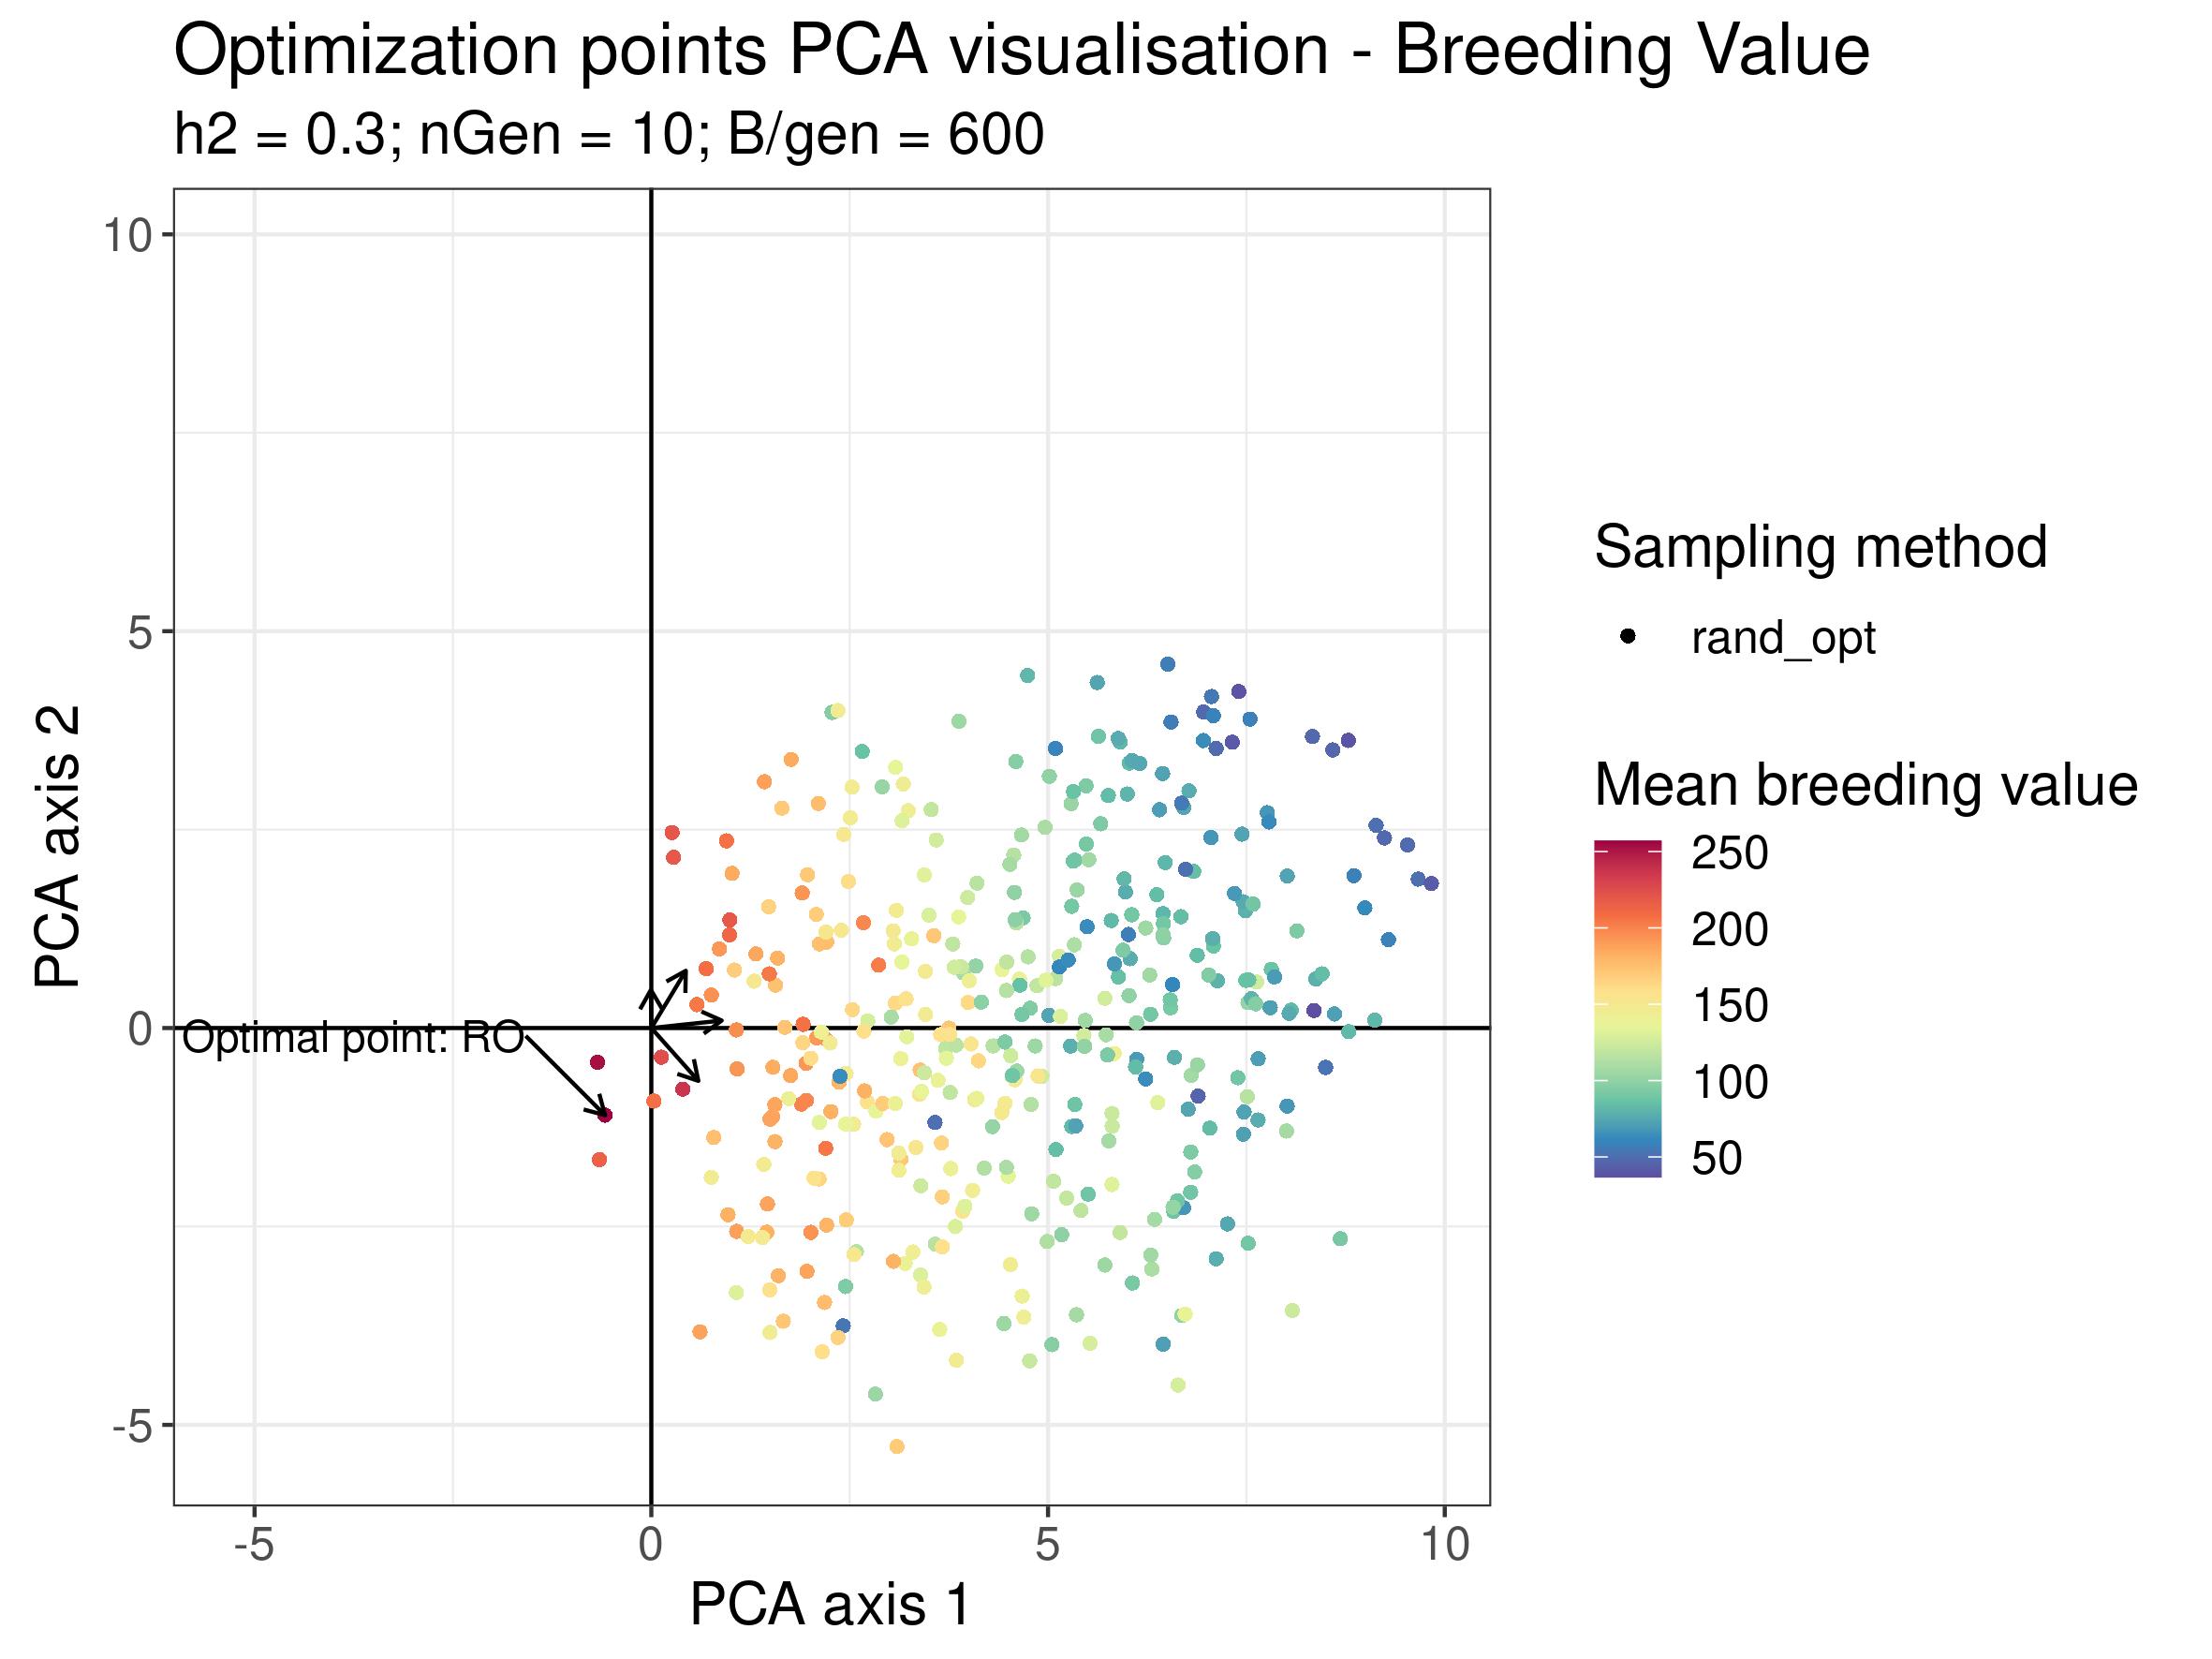 Optimization points PCA visualisation - Breeding Value
h2 = 0.3; nGen = 10; B/gen = 600
10
5
0
-5
PCA axis 2
Optimal point: RO
-5
0
5
10
PCA axis 1
Sampling method
rand_opt
Mean breeding value
250
200
150
100
50